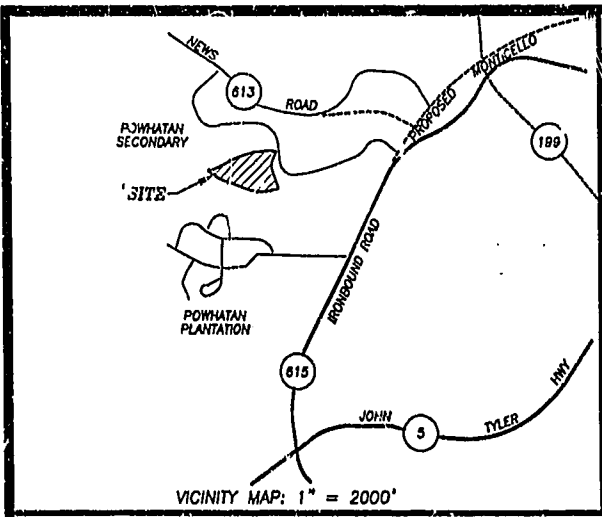 NEWS
613
ROAD
PROPOSED MONTICELLO
POWHATAN
SECONDARY
199
SITE
IRONBOUND ROAD
POWHATAN
PLANTATION
615
JOHN
5
TYLER
HWY
VICINITY MAP: 1" = 2000'